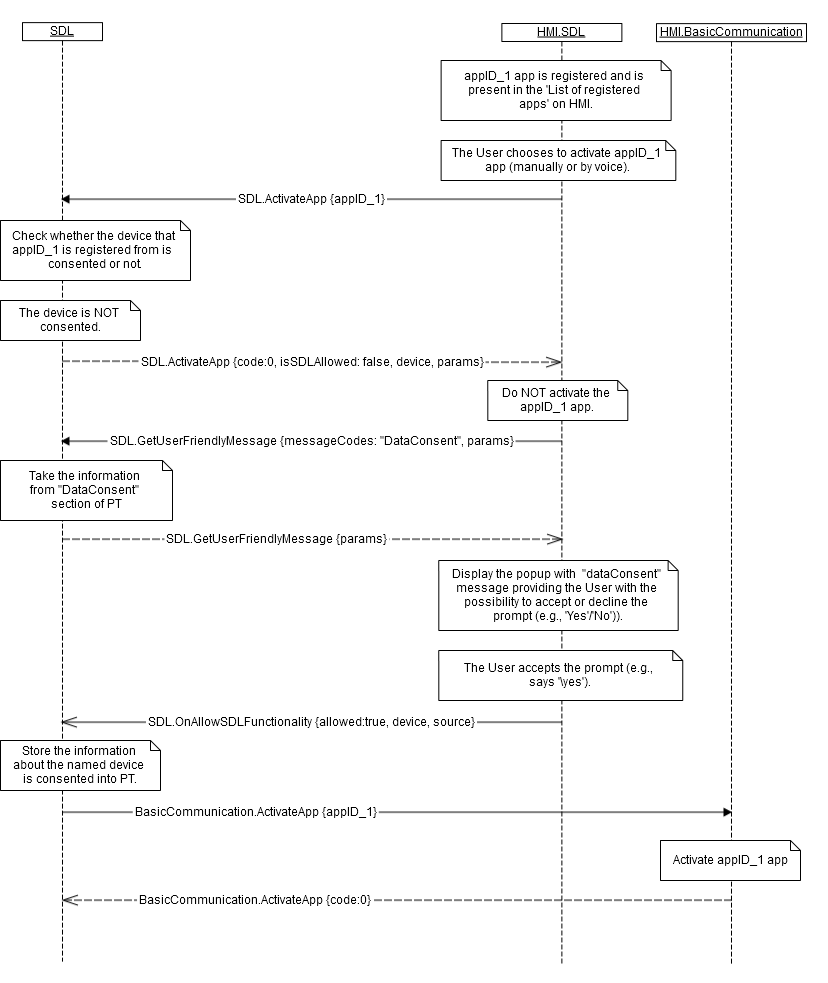 SDL
HMI.SDL
HMI.BasicCommunication
appID_1 app is registered and is
present in the 'List of registered
apps' on HMI.
The User chooses to activate appID_1
app (manually or by voice).
SDL.ActivateApp {appID_1}
Check whether the device that
appID_1 is registered from is
consented or not.
The device is NOT
consented.
SDL.ActivateApp {code:0, isSDLAllowed: false, device, params}
Do NOT activate the
appID_1 app.
SDL.GetUserFriendlyMessage {messageCodes: "DataConsent", params}
Take the information
from "DataConsent"
section of PT
SDL.GetUserFriendlyMessage {params}
Display the popup with "dataConsent"
message providing the User with the
possibility to accept or decline the
prompt (e.g., 'Yes'/'No')).
The User accepts the prompt (e.g.,
says '\yes').
SDL.OnAllowSDLFunctionality {allowed:true, device, source}
Store the information
about the named device
is consented into PT.
BasicCommunication.ActivateApp {appID_1}
Activate appID_1 app
BasicCommunication.ActivateApp {code:0}